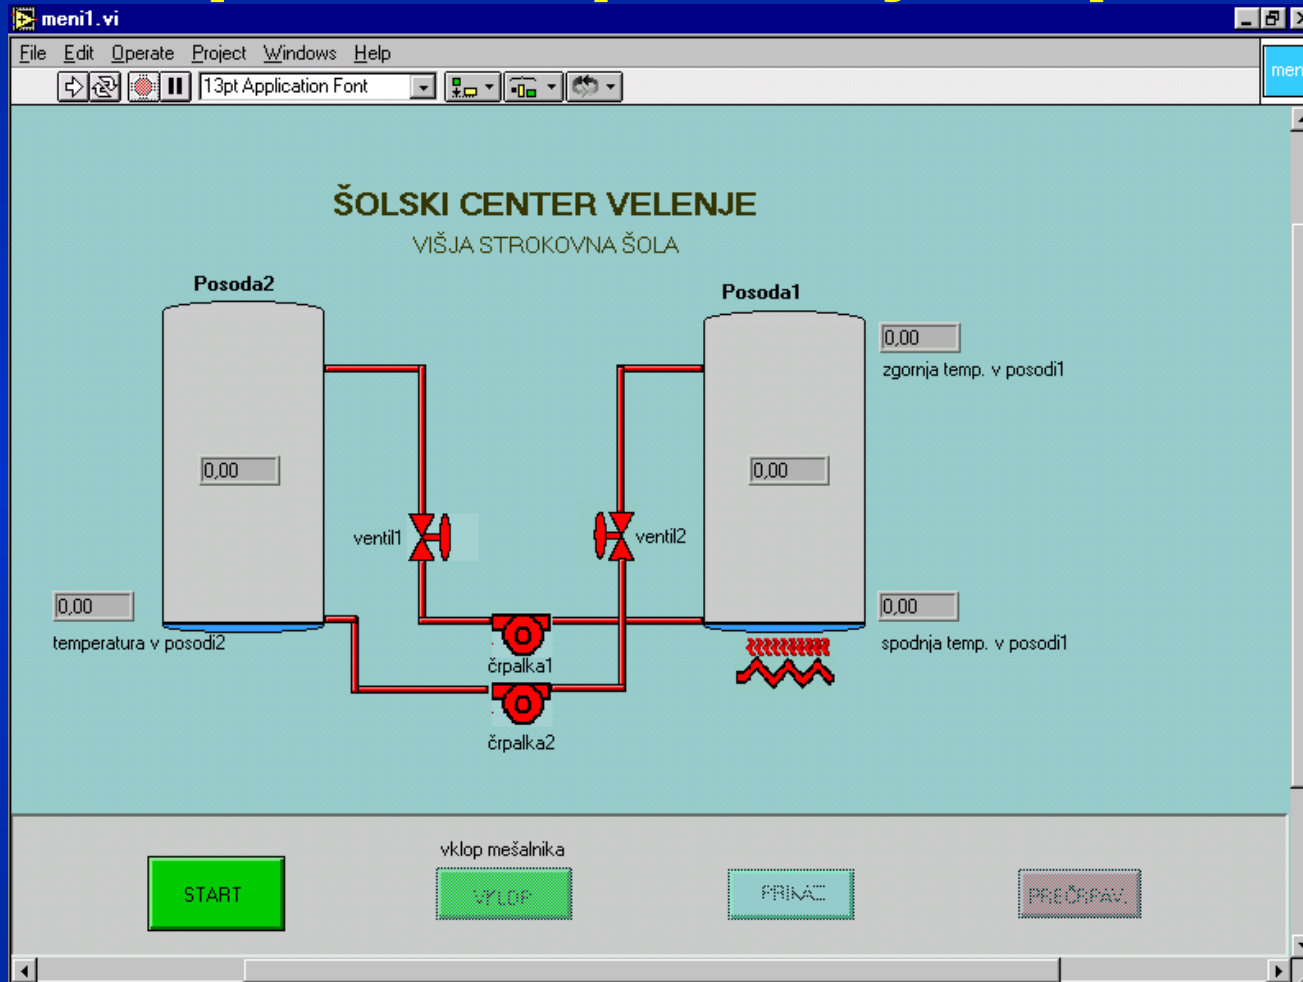 meni1.vi
File Edit Operate Project Windows Help
13pt Application Font
ŠOLSKI CENTER VELENJE
VIŠJA STROKOVNA ŠOLA
Posoda2
Posoda1
0,00
zgornja temp. v posodi1
0,00
0,00
ventil1
ventil2
0,00
0,00
temperatura v posodi2
spodnja temp. v posodi1
črpalka1
črpalka2
vklop mešalnika
START
VKLOP
PRIKAZ
PREČRPAV.